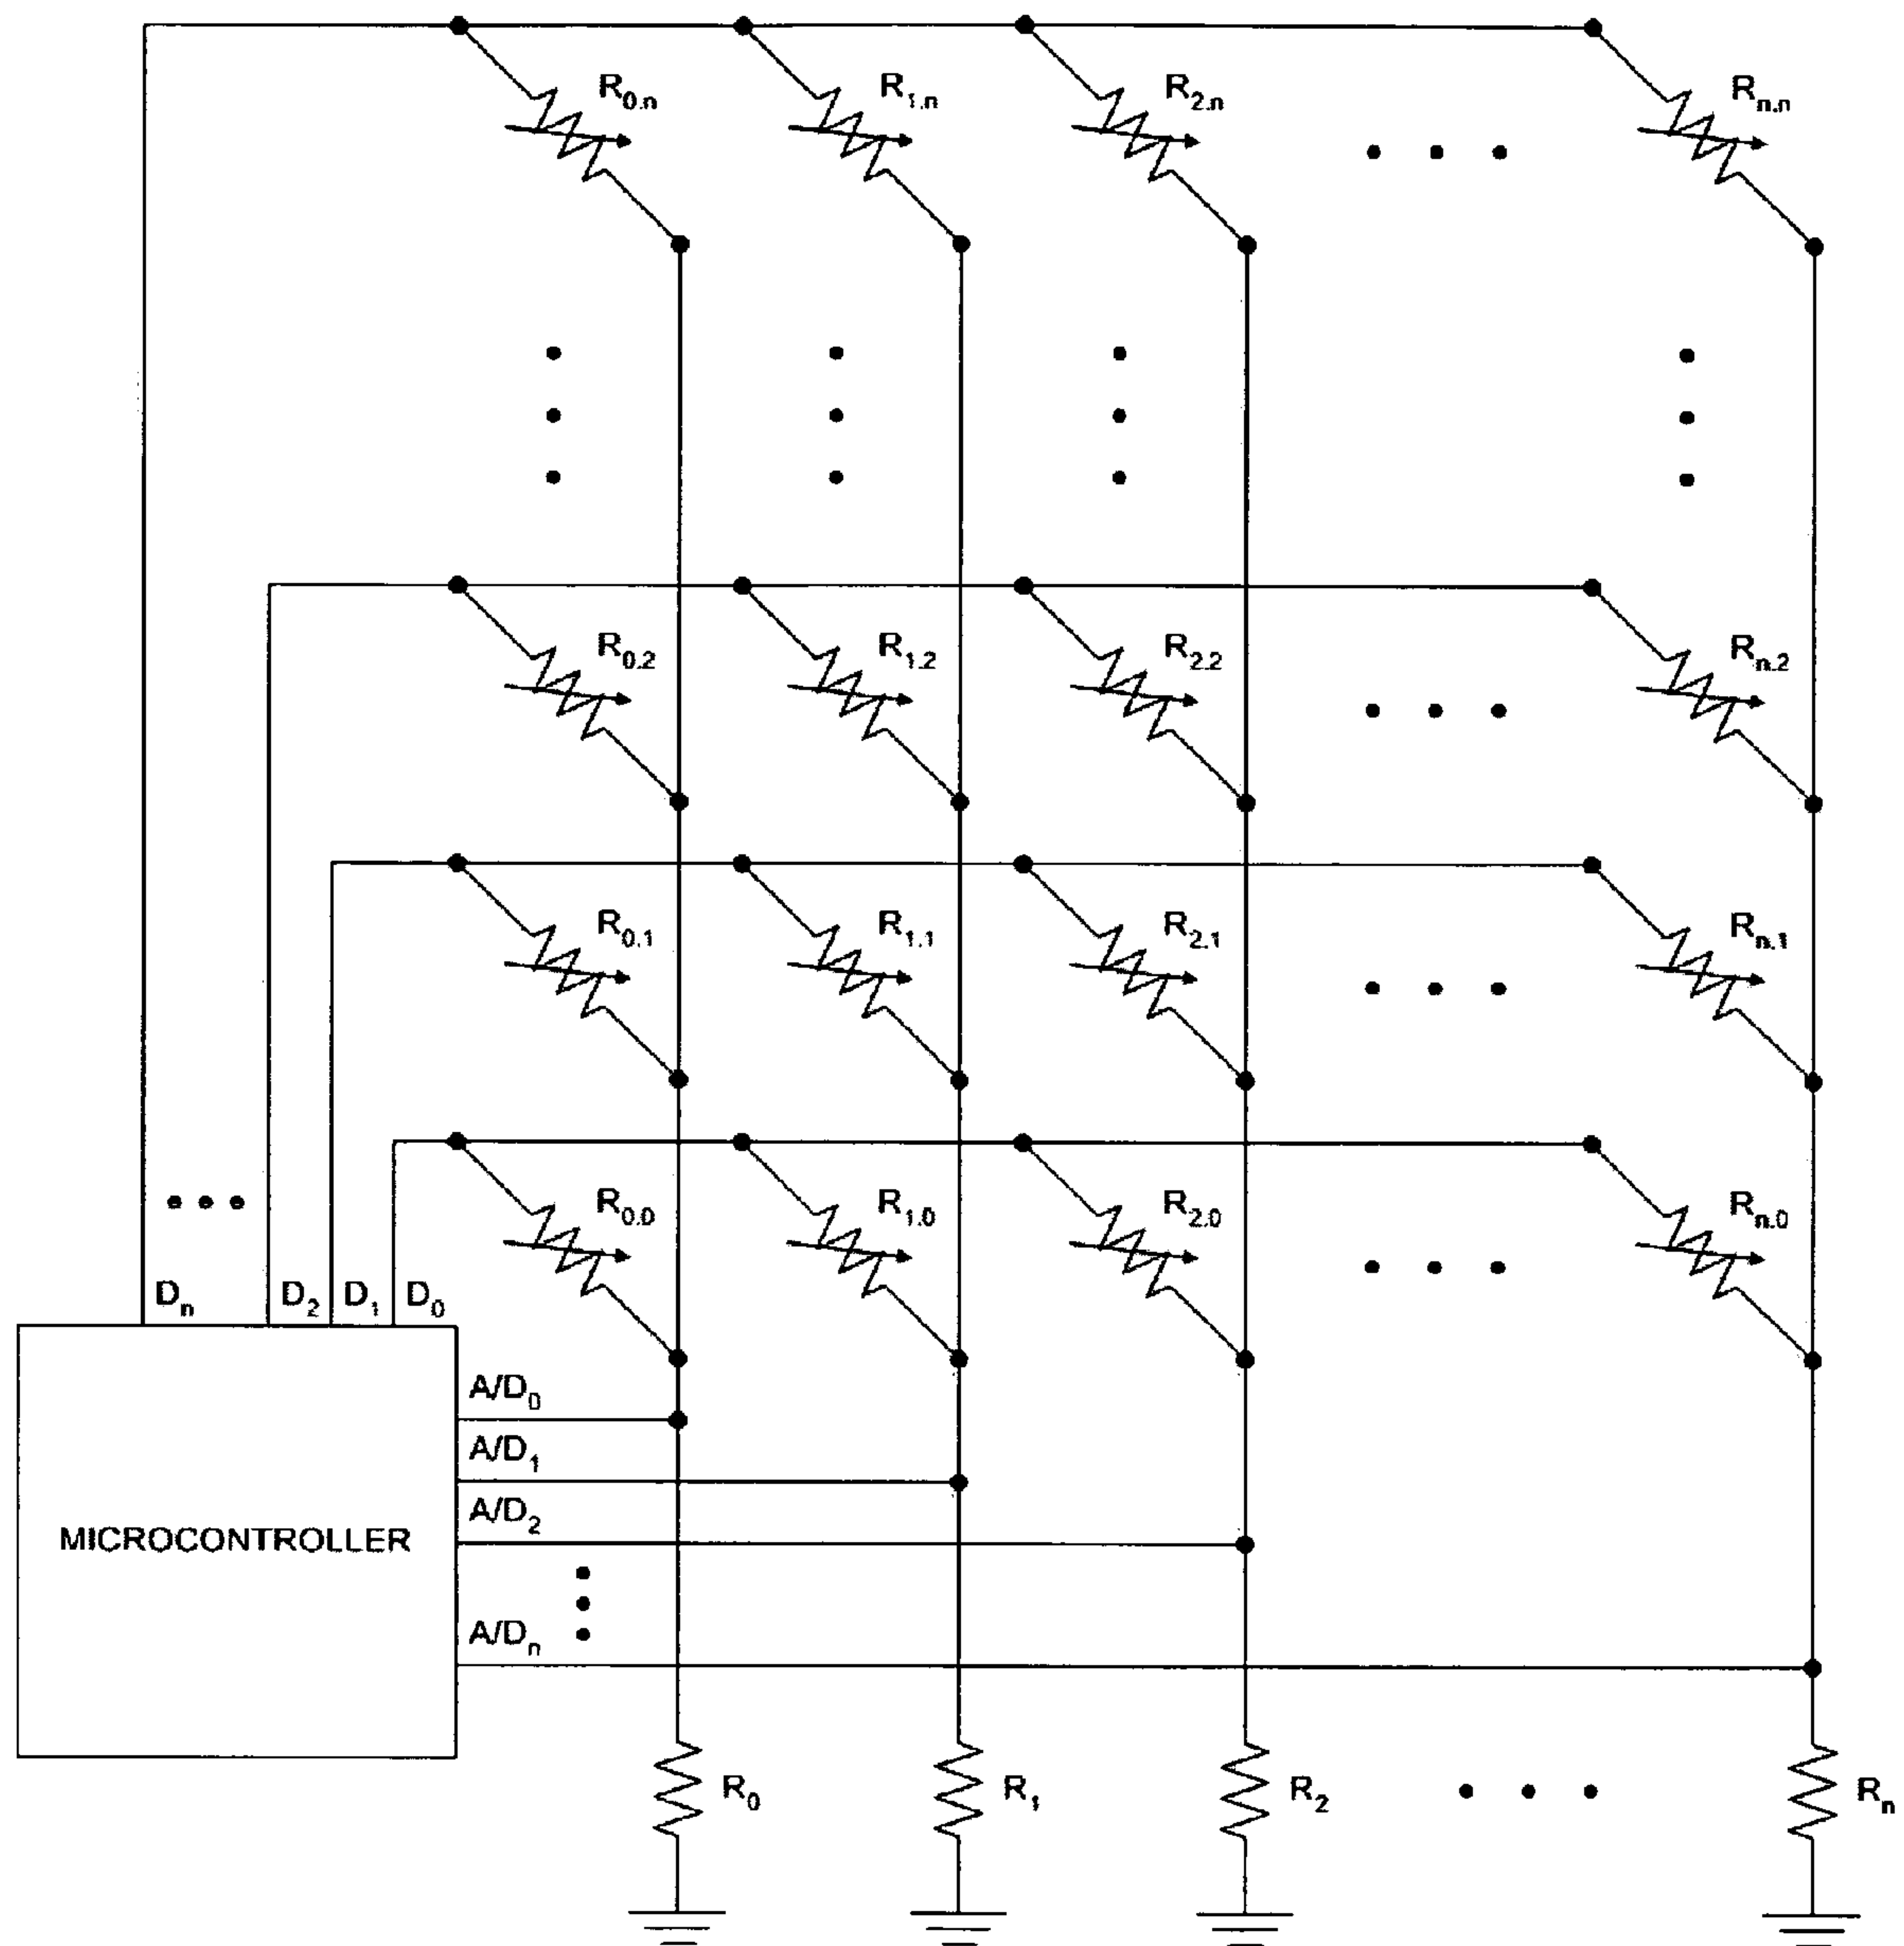 R0.n R1.n R2.n Rn.n
R0.2 R1.2 R2.2 Rn.2
R0.1 R1.1 R2.1 Rn.1
R0.0 R1.0 R2.0 Rn.0
Dn D2 D1 D0
A/D0
A/D1
A/D2
MICROCONTROLLER
A/Dn
R0 R1 R2 Rn